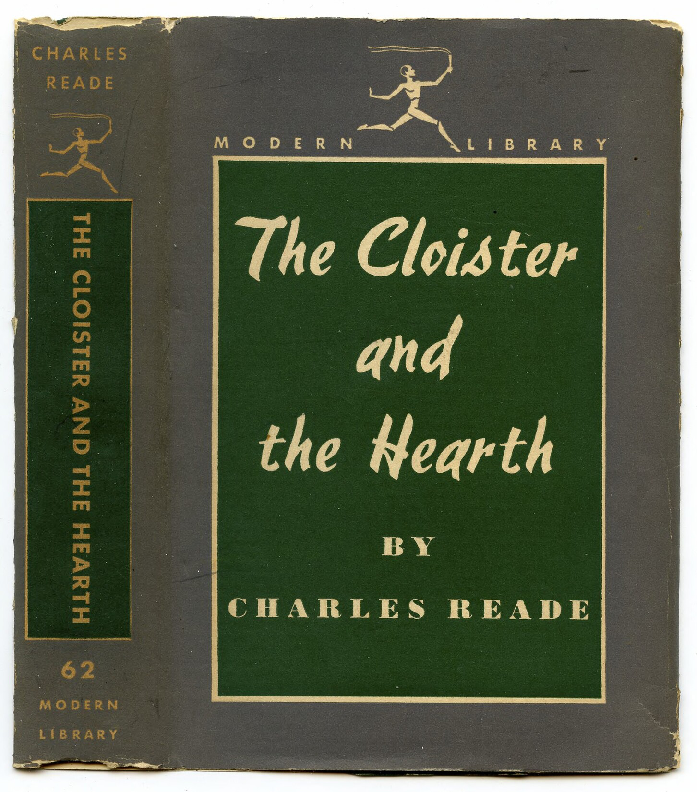 CHARLES
READE
THE CLOISTER AND THE HEARTH
62
MODERN
LIBRARY
MODERN LIBRARY
The Cloister
and
the Hearth
BY
CHARLES READE